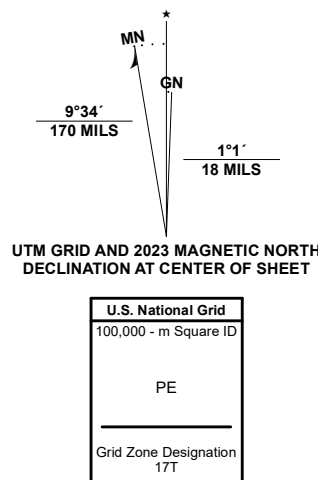 ★
MN
GN
9°34´
170 MILS
1°1´
18 MILS
UTM GRID AND 2023 MAGNETIC NORTH
DECLINATION AT CENTER OF SHEET
U.S. National Grid
100,000 - m Square ID
PE
Grid Zone Designation
17T